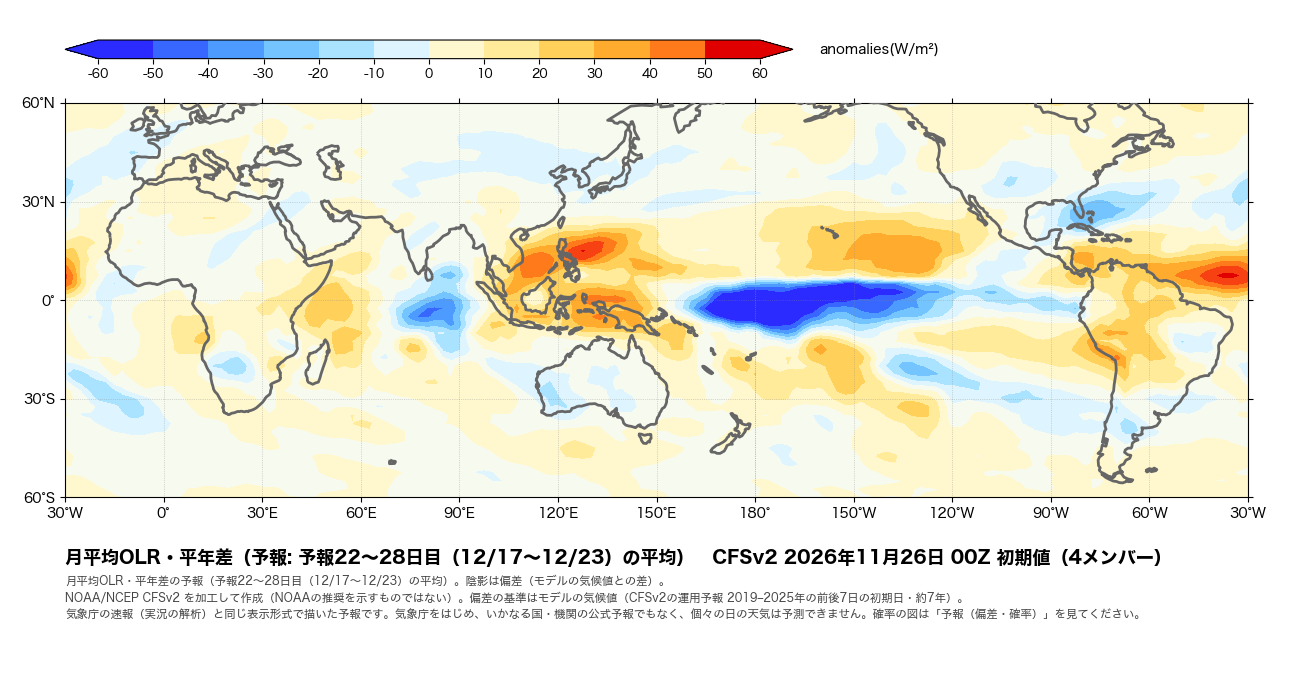 anomalies(W/m²)
-60 -50 -40 -30 -20 -10 0 10 20 30 40 50 60
60°N
30°N
0°
30°S
60°S
30°W 0° 30°E 60°E 90°E 120°E 150°E 180° 150°W 120°W 90°W 60°W 30°W
月平均OLR・平年差（予報: 予報22～28日目（12/17～12/23）の平均） CFSv2 2026年11月26日 00Z 初期値（4メンバー）
月平均OLR・平年差の予報（予報22～28日目（12/17～12/23）の平均）。陰影は偏差（モデルの気候値との差）。
NOAA/NCEP CFSv2 を加工して作成（NOAAの推奨を示すものではない）。偏差の基準はモデルの気候値（CFSv2の運用予報 2019–2025年の前後7日の初期日・約7年）。
気象庁の速報（実況の解析）と同じ表示形式で描いた予報です。気象庁をはじめ、いかなる国・機関の公式予報でもなく、個々の日の天気は予測できません。確率の図は「予報（偏差・確率）」を見てください。